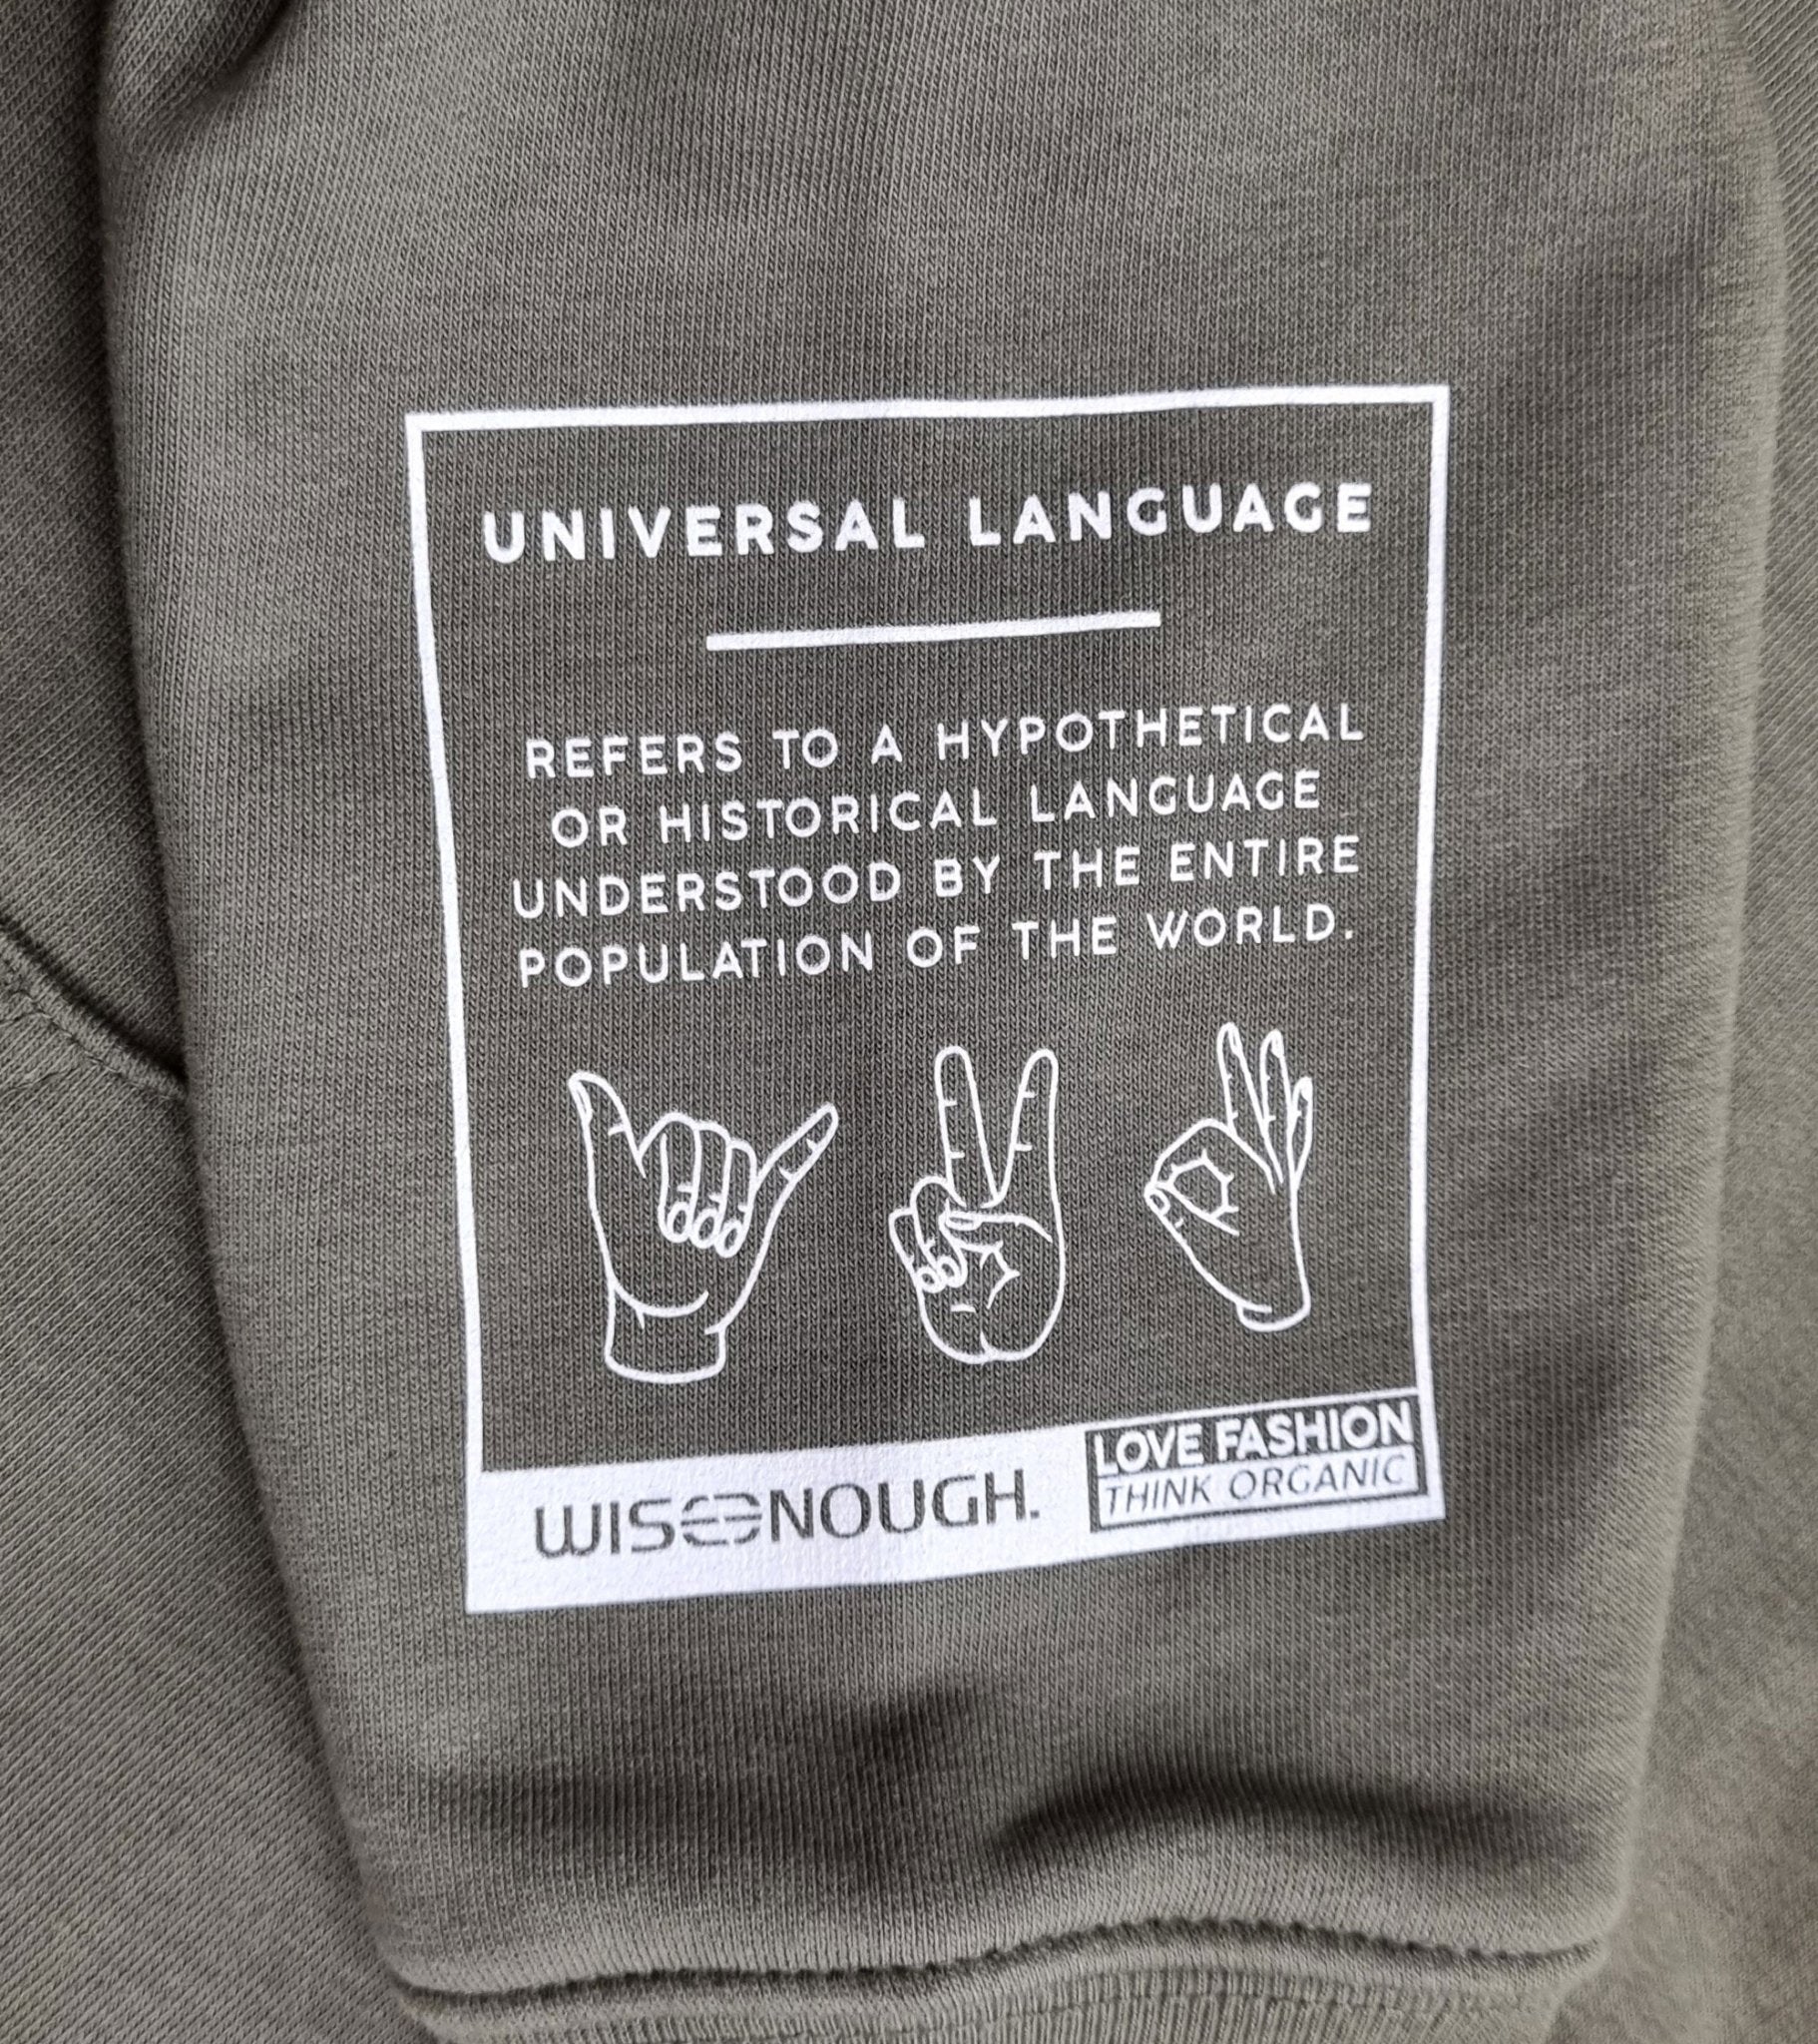 UNIVERSAL LANGUAGE
REFERS TO A HYPOTHETICAL
OR HISTORICAL LANGUAGE
UNDERSTOOD BY THE ENTIRE
POPULATION OF THE WORLD.
WISEENOUGH.
LOVE FASHION
THINK ORGANIC